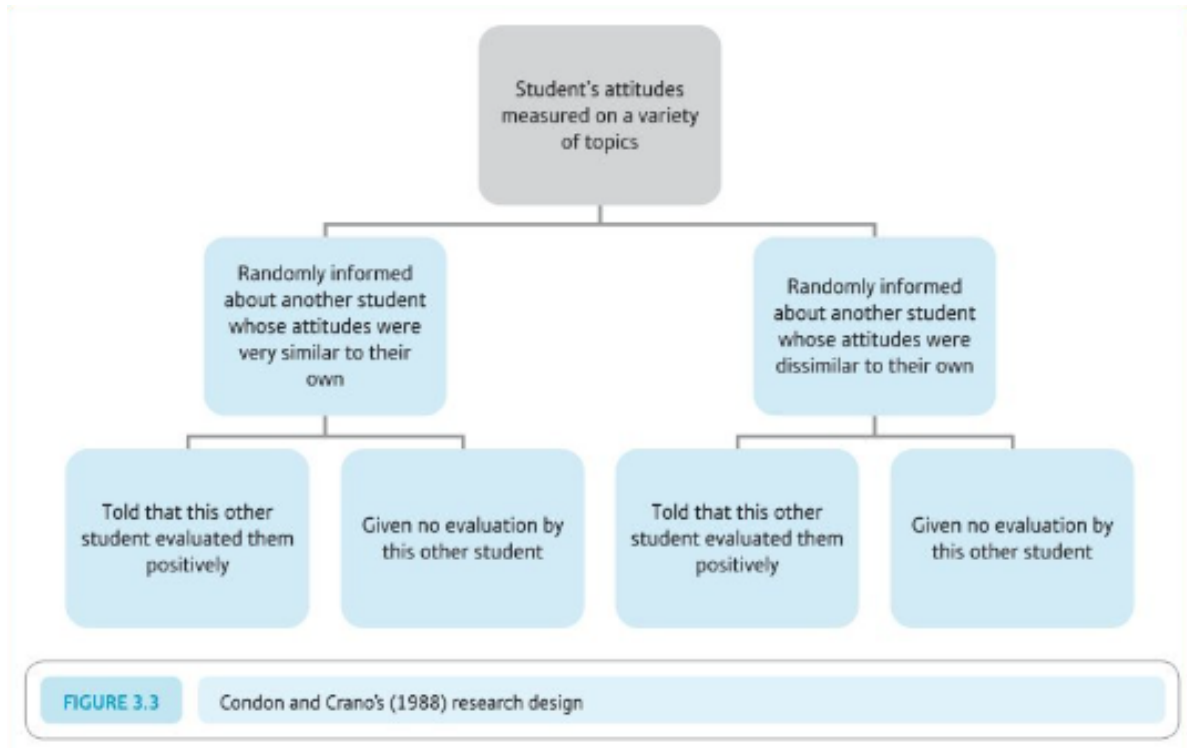 Student's attitudes
measured on a variety
of topics
Randomly informed
about another student
whose attitudes were
very similar to their
own
Randomly informed
about another student
whose attitudes were
dissimilar to their own
Told that this other
student evaluated them
positively
Given no evaluation by
this other student
Told that this other
student evaluated them
positively
Given no evaluation by
this other student
FIGURE 3.3
Condon and Crano's (1988) research design